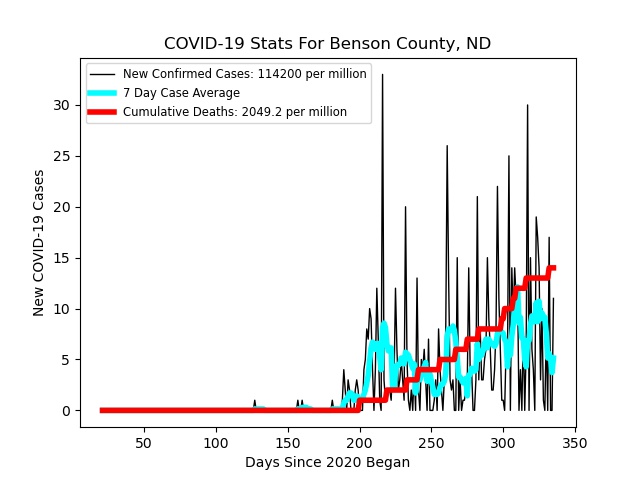 COVID-19 Stats For Benson County, ND
New Confirmed Cases: 114200 per million
7 Day Case Average
Cumulative Deaths: 2049.2 per million
New COVID-19 Cases
30
25
20
15
10
5
0
50 100 150 200 250 300 350
Days Since 2020 Began